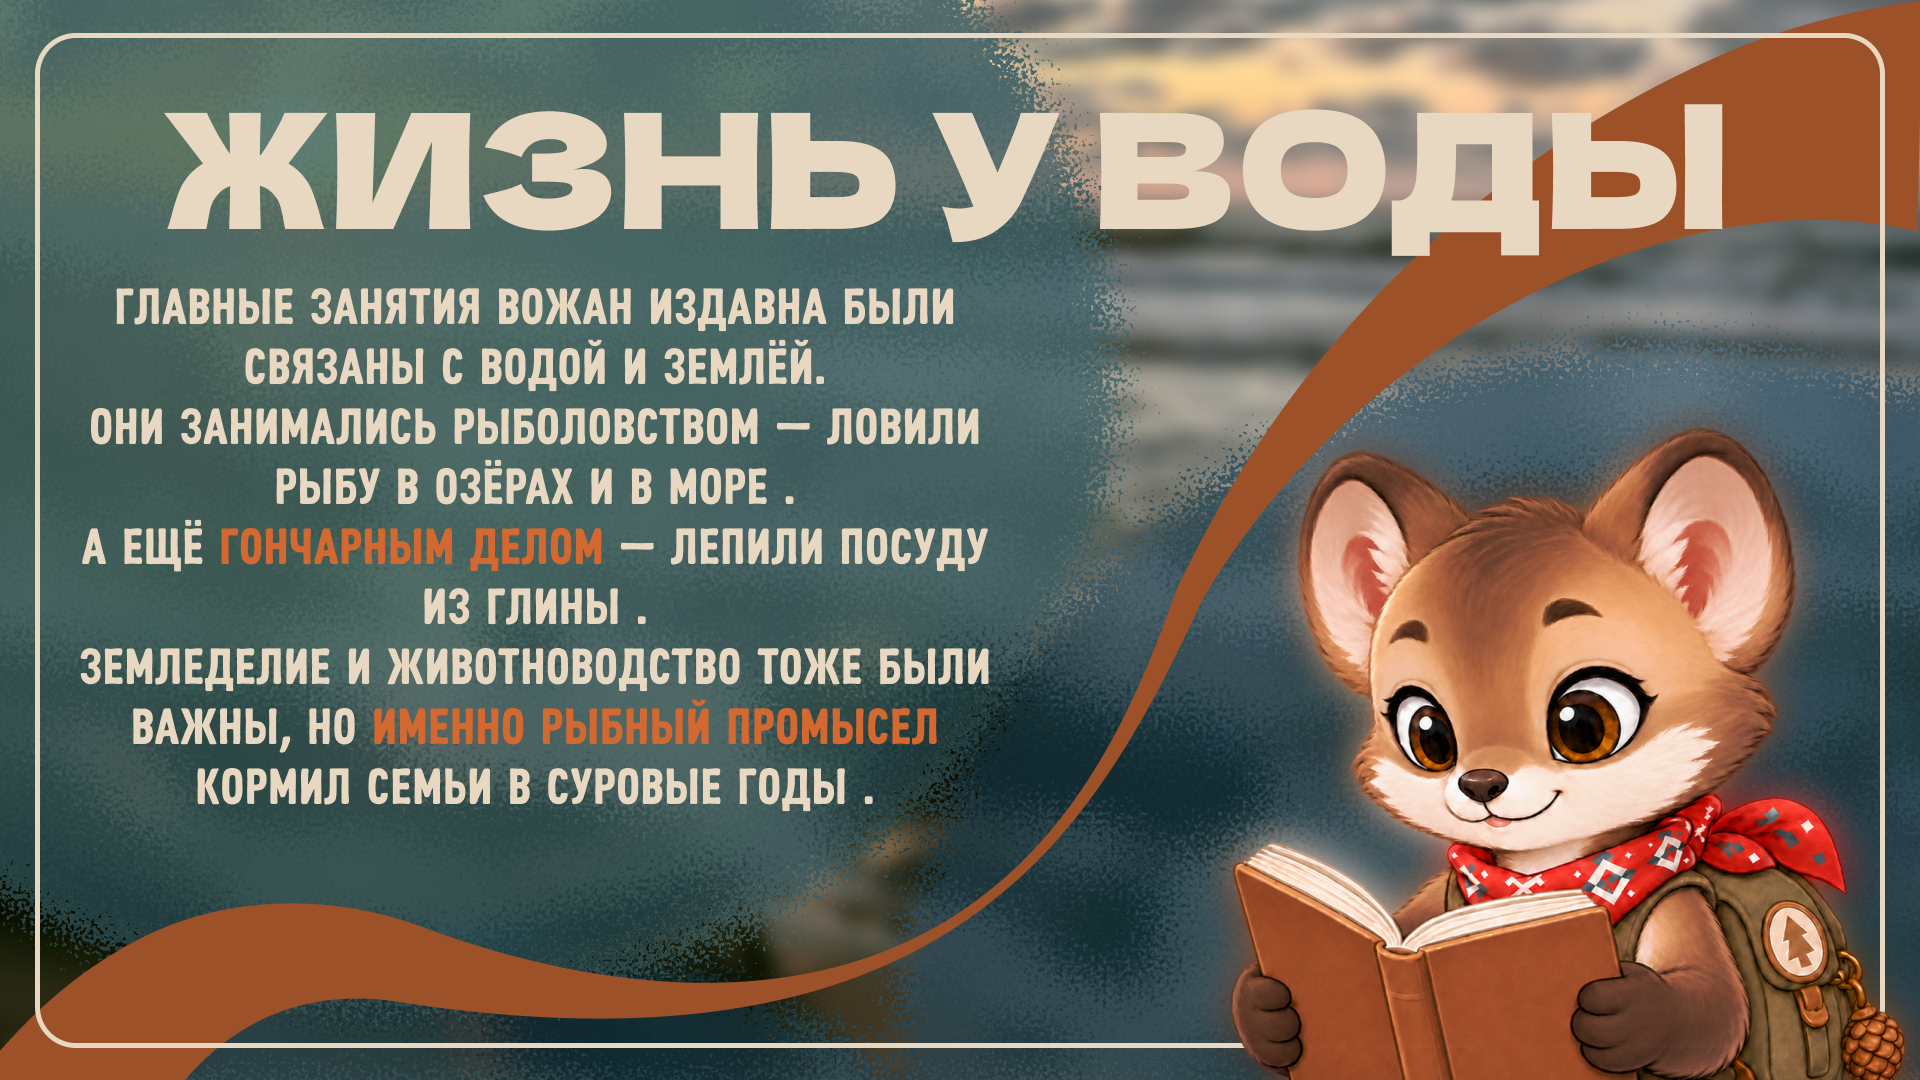 ЖИЗНЬ У ВОДЫ
ГЛАВНЫЕ ЗАНЯТИЯ ВОЖАН ИЗДАВНА БЫЛИ
СВЯЗАНЫ С ВОДОЙ И ЗЕМЛЁЙ.
ОНИ ЗАНИМАЛИСЬ РЫБОЛОВСТВОМ — ЛОВИЛИ
РЫБУ В ОЗЁРАХ И В МОРЕ .
А ЕЩЁ ГОНЧАРНЫМ ДЕЛОМ — ЛЕПИЛИ ПОСУДУ
ИЗ ГЛИНЫ .
ЗЕМЛЕДЕЛИЕ И ЖИВОТНОВОДСТВО ТОЖЕ БЫЛИ
ВАЖНЫ, НО ИМЕННО РЫБНЫЙ ПРОМЫСЕЛ
КОРМИЛ СЕМЬИ В СУРОВЫЕ ГОДЫ .